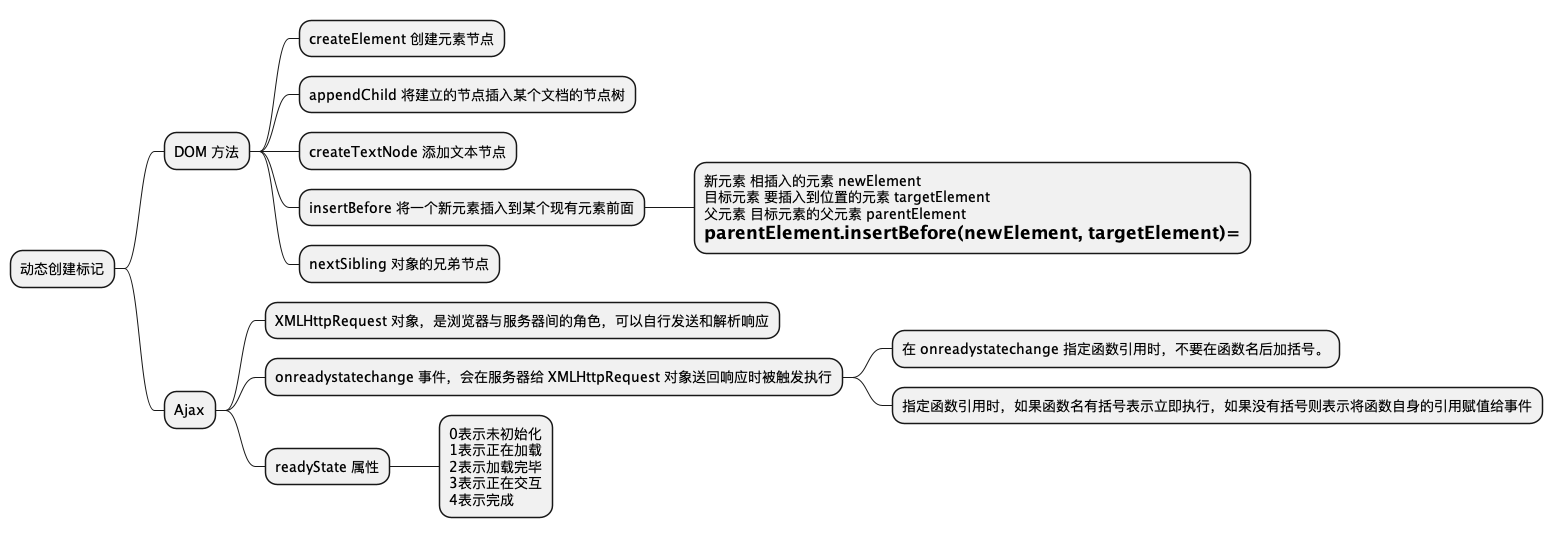 动态创建标记
DOM 方法
createElement 创建元素节点
appendChild 将建立的节点插入某个文档的节点树
createTextNode 添加文本节点
insertBefore 将一个新元素插入到某个现有元素前面
新元素 相插入的元素 newElement
目标元素 要插入到位置的元素 targetElement
父元素 目标元素的父元素 parentElement
parentElement.insertBefore(newElement, targetElement)=
nextSibling 对象的兄弟节点
Ajax
XMLHttpRequest 对象，是浏览器与服务器间的角色，可以自行发送和解析响应
onreadystatechange 事件，会在服务器给 XMLHttpRequest 对象送回响应时被触发执行
在 onreadystatechange 指定函数引用时，不要在函数名后加括号。
指定函数引用时，如果函数名有括号表示立即执行，如果没有括号则表示将函数自身的引用赋值给事件
readyState 属性
0表示未初始化
1表示正在加载
2表示加载完毕
3表示正在交互
4表示完成